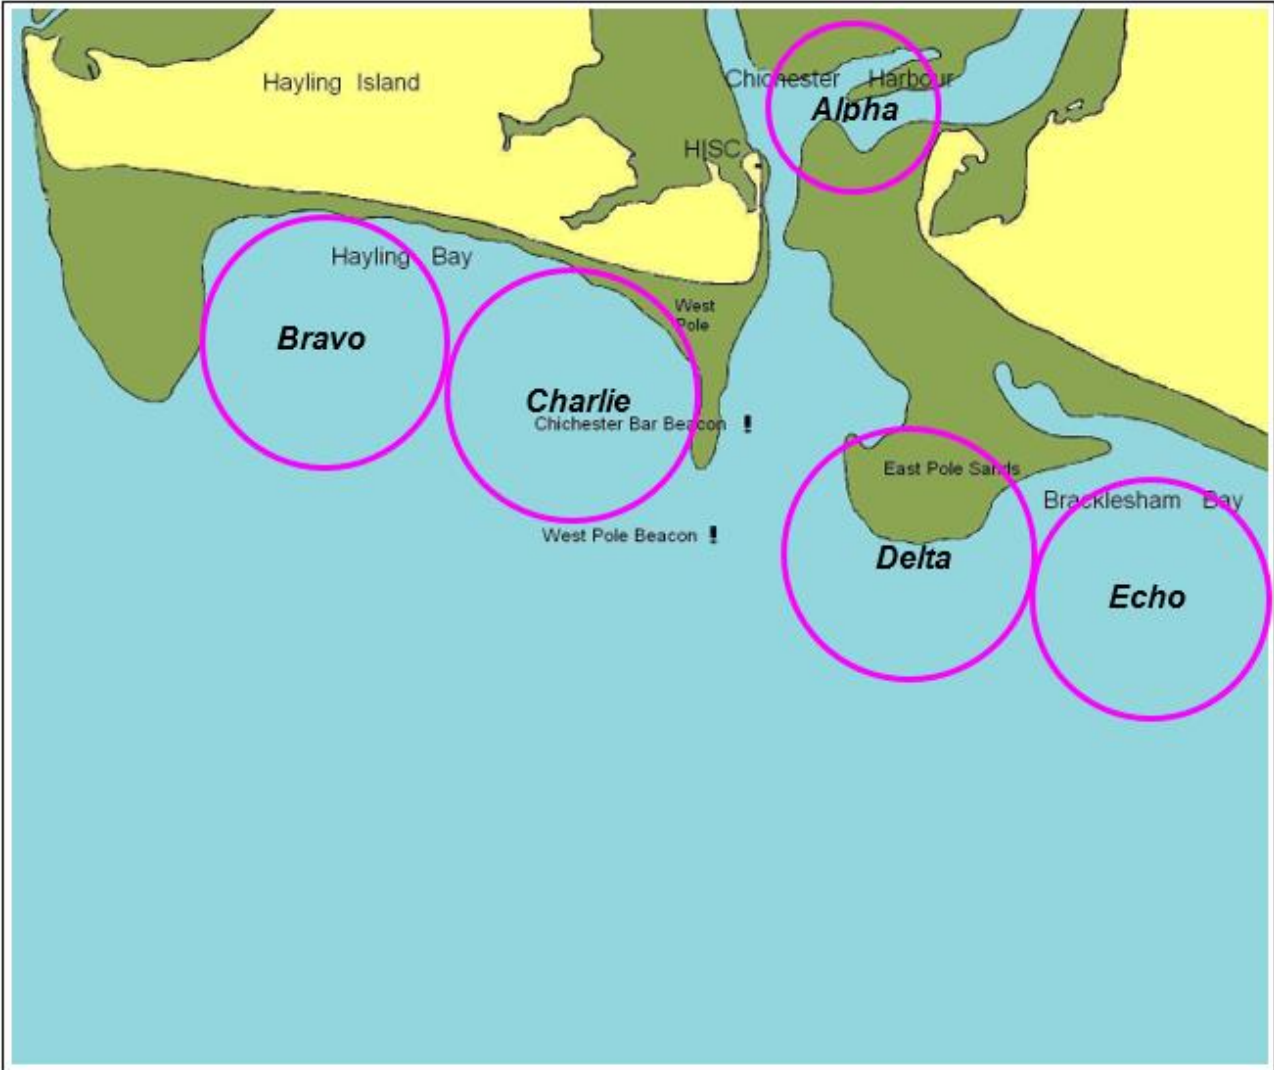 Hayling Island
Chichester Harbour
Alpha
HISC
Hayling Bay
West
Pole
Bravo
Charlie
Chichester Bar Beacon
East Pole Sands
Bracklesham Bay
West Pole Beacon
Delta
Echo